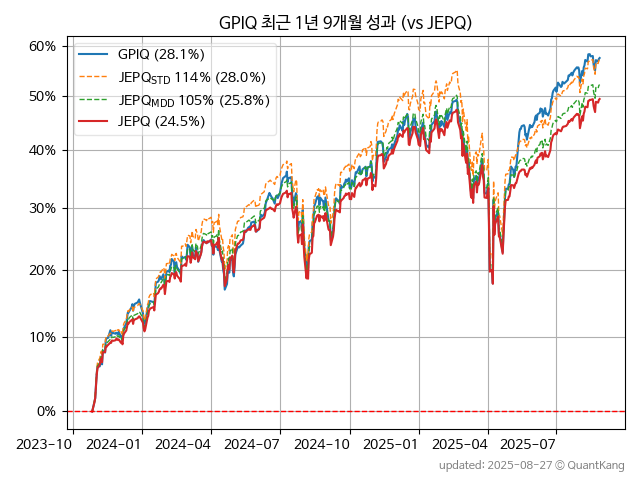 GPIQ 최근 1년 9개월 성과 (vs JEPQ)
60%
50%
40%
30%
20%
10%
0%
GPIQ (28.1%)
JEPQSTD 114% (28.0%)
JEPQMDD 105% (25.8%)
JEPQ (24.5%)
2023-10 2024-01 2024-04 2024-07 2024-10 2025-01 2025-04 2025-07
updated: 2025-08-27 © QuantKang